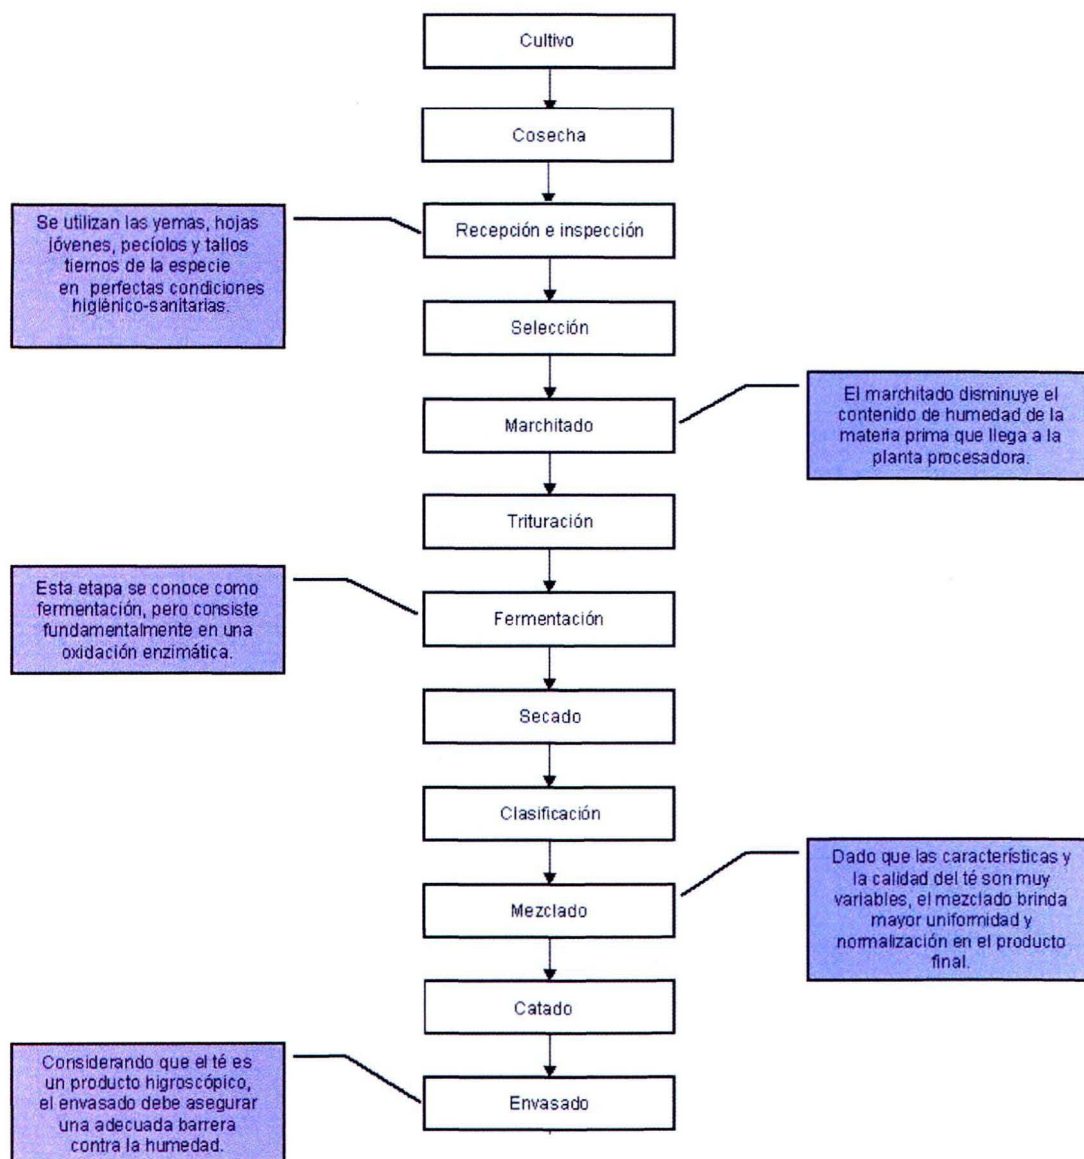 Cultivo
Cosecha
Recepción e inspección
Se utilizan las yemas, hojas
jóvenes, pecíolos y tallos
tiernos de la especie
en perfectas condiciones
higiénico-sanitarias.
Selección
Marchitado
El marchitado disminuye el
contenido de humedad de la
materia prima que llega a la
planta procesadora.
Trituración
Fermentación
Esta etapa se conoce como
fermentación, pero consiste
fundamentalmente en una
oxidación enzimática.
Secado
Clasificación
Mezclado
Dado que las características y
la calidad del té son muy
variables, el mezclado brinda
mayor uniformidad y
normalización en el producto
final.
Catado
Envasado
Considerando que el té es
un producto higroscópico,
el envasado debe asegurar
una adecuada barrera
contra la humedad.